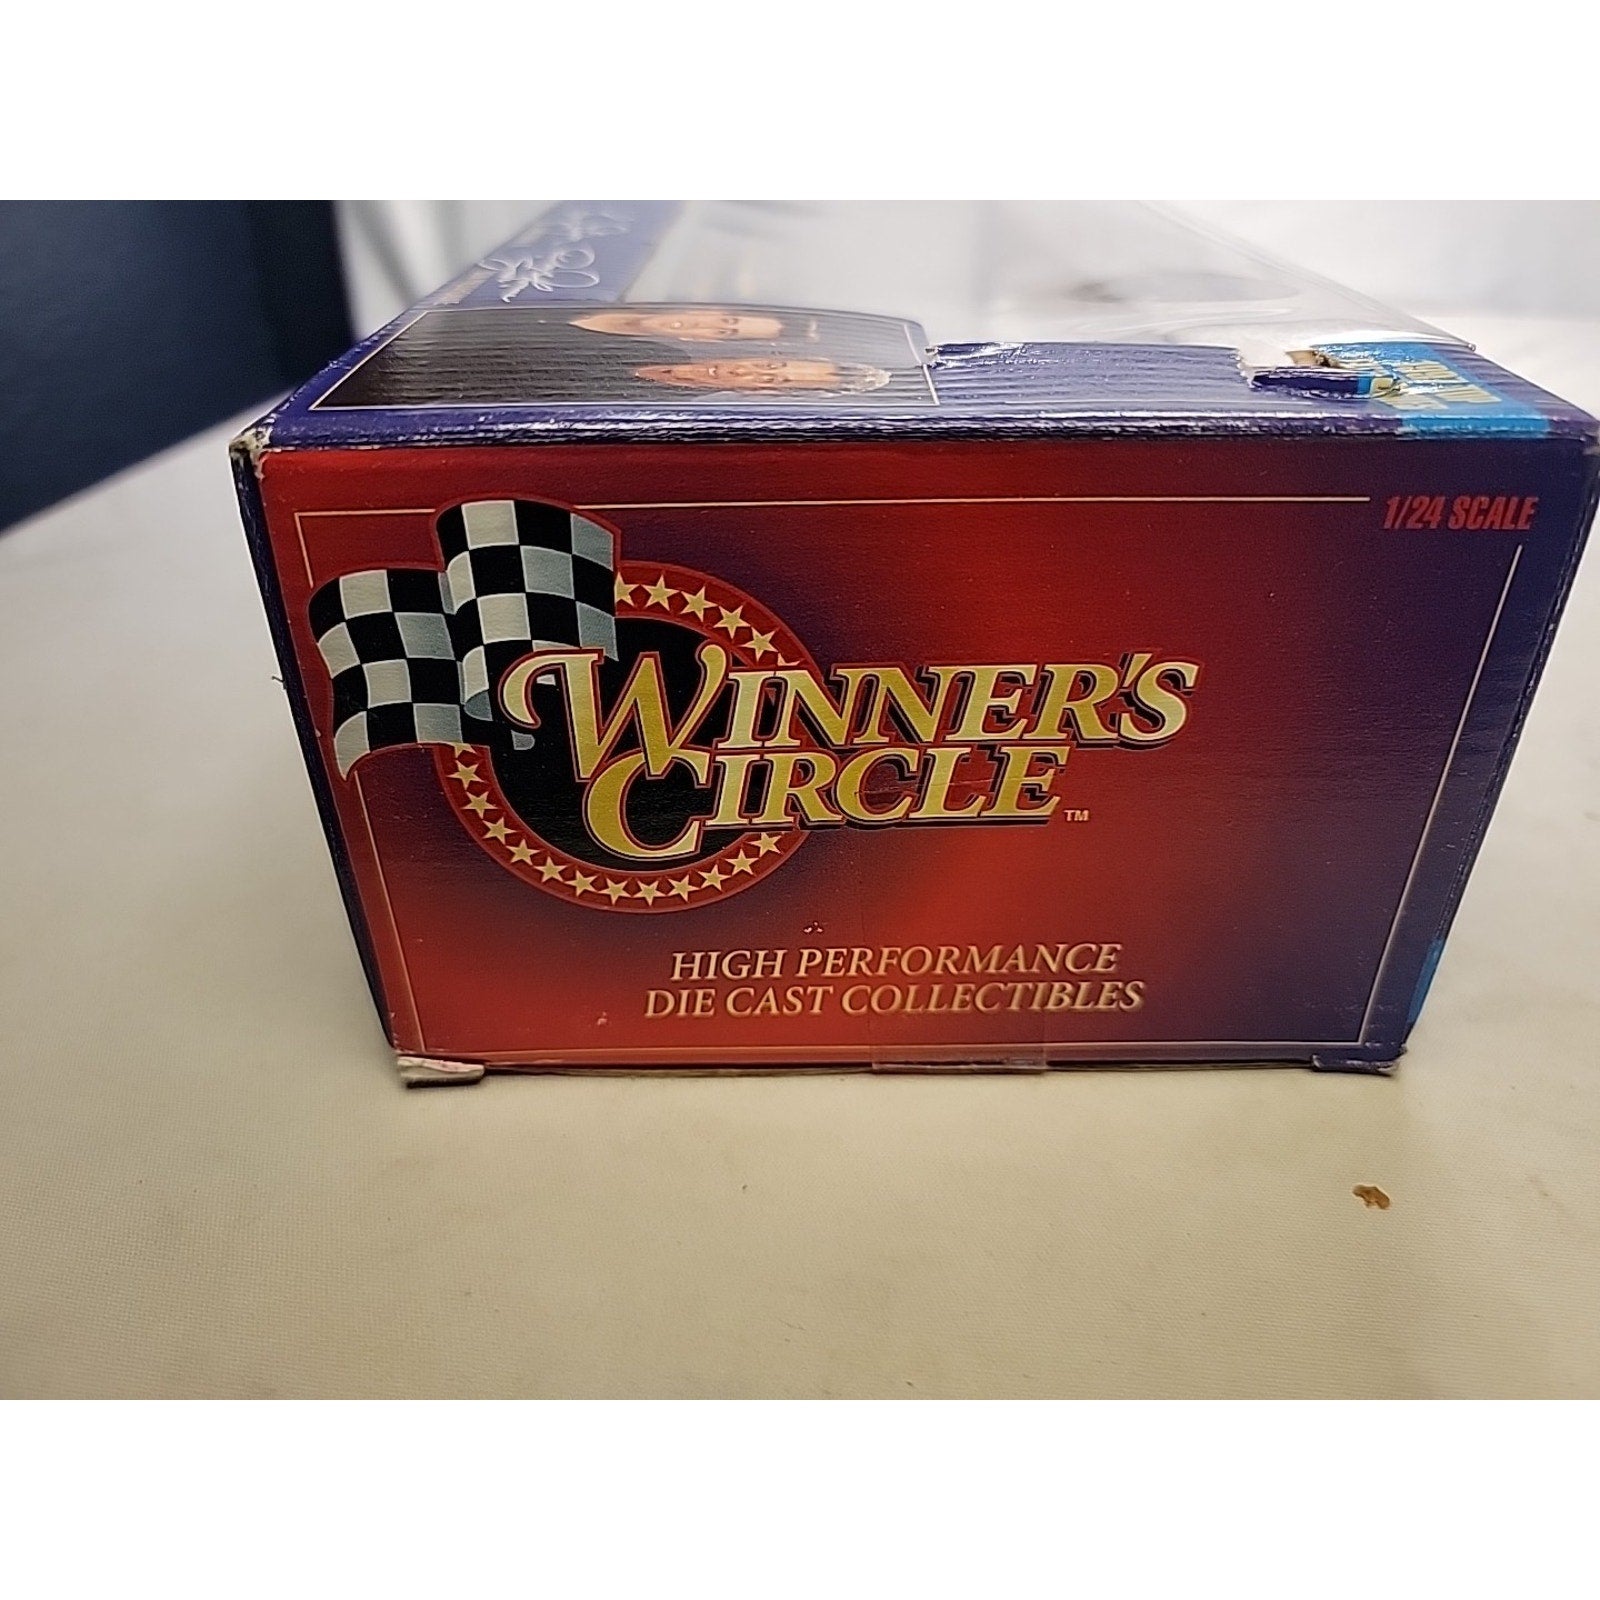 1/24 SCALE
WINNER'S
CIRCLE™
HIGH PERFORMANCE
DIE CAST COLLECTIBLES